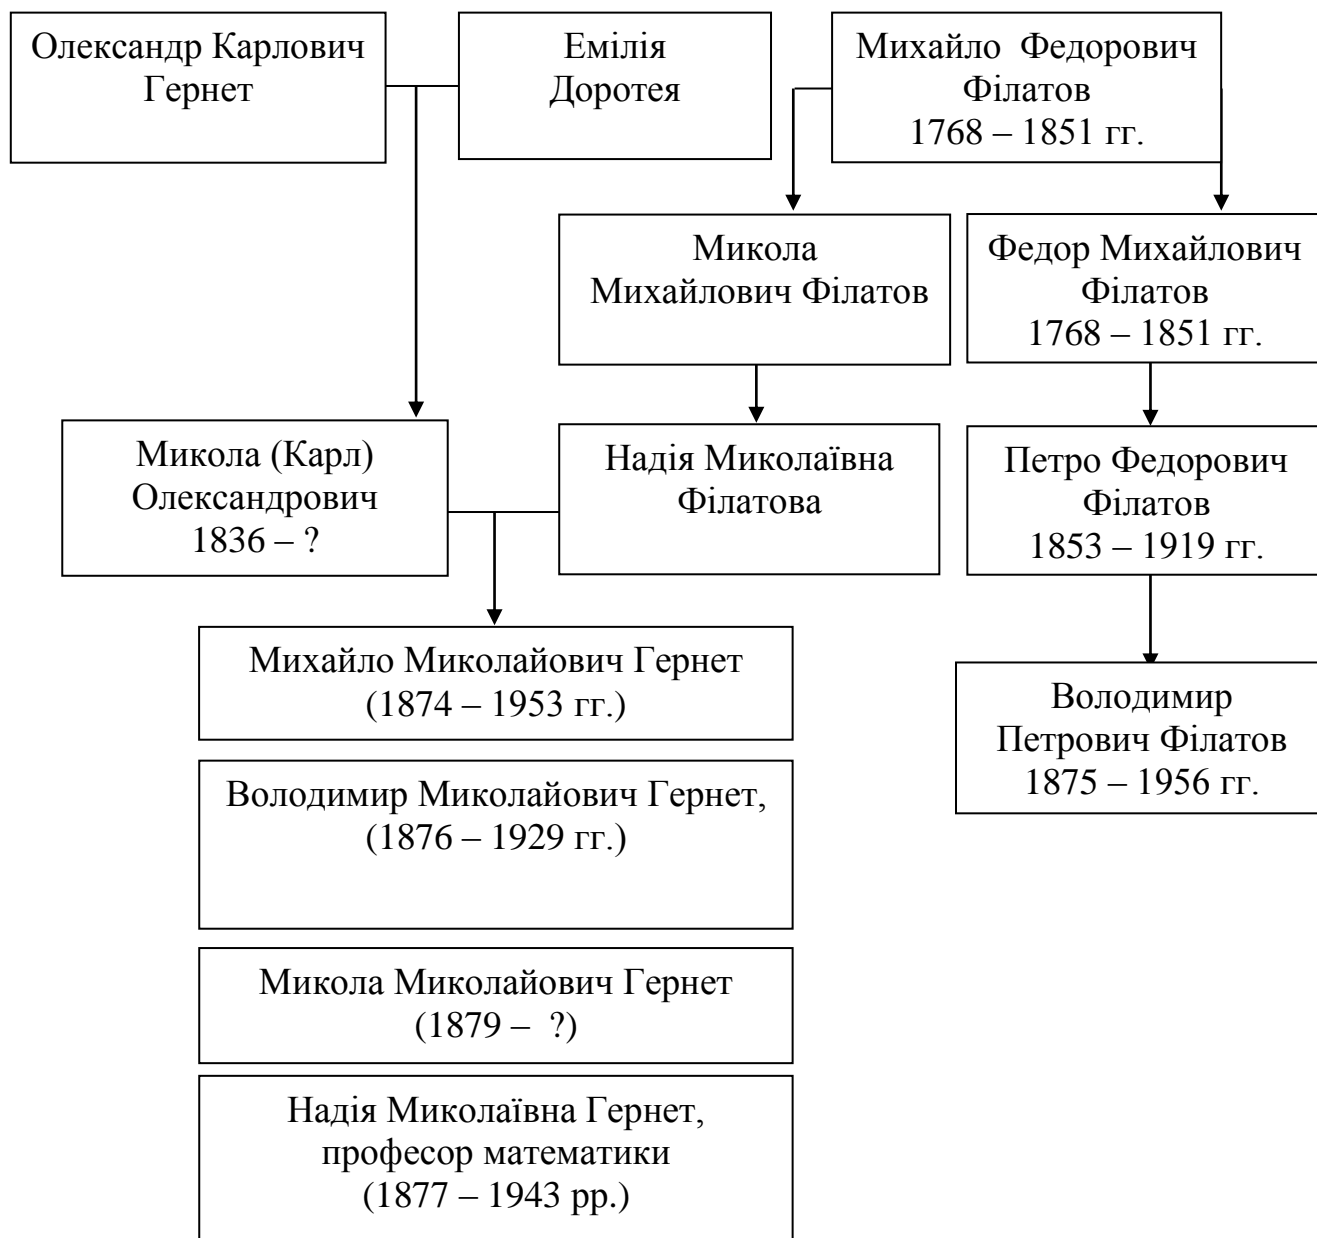 Олександр Карлович
Гернет
Емілія
Доротея
Михайло Федорович
Філатов
1768 – 1851 гг.
Микола
Михайлович Філатов
Федор Михайлович
Філатов
1768 – 1851 гг.
Микола (Карл)
Олександрович
1836 – ?
Надія Миколаївна
Філатова
Петро Федорович
Філатов
1853 – 1919 гг.
Михайло Миколайович Гернет
(1874 – 1953 гг.)
Володимир
Петрович Філатов
1875 – 1956 гг.
Володимир Миколайович Гернет,
(1876 – 1929 гг.)
Микола Миколайович Гернет
(1879 – ?)
Надія Миколаївна Гернет,
професор математики
(1877 – 1943 рр.)